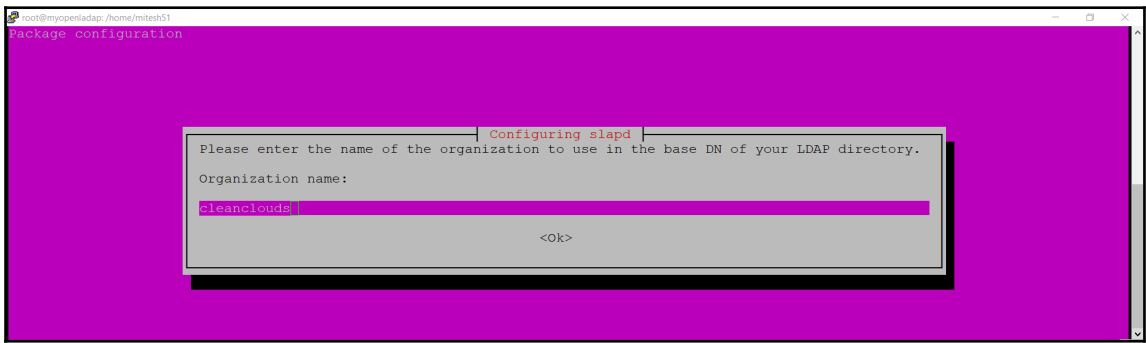 root@myopenladap: /home/mitesh51
Package configuration
Configuring slapd
Please enter the name of the organization to use in the base DN of your LDAP directory.
Organization name:
cleanclouds
<Ok>